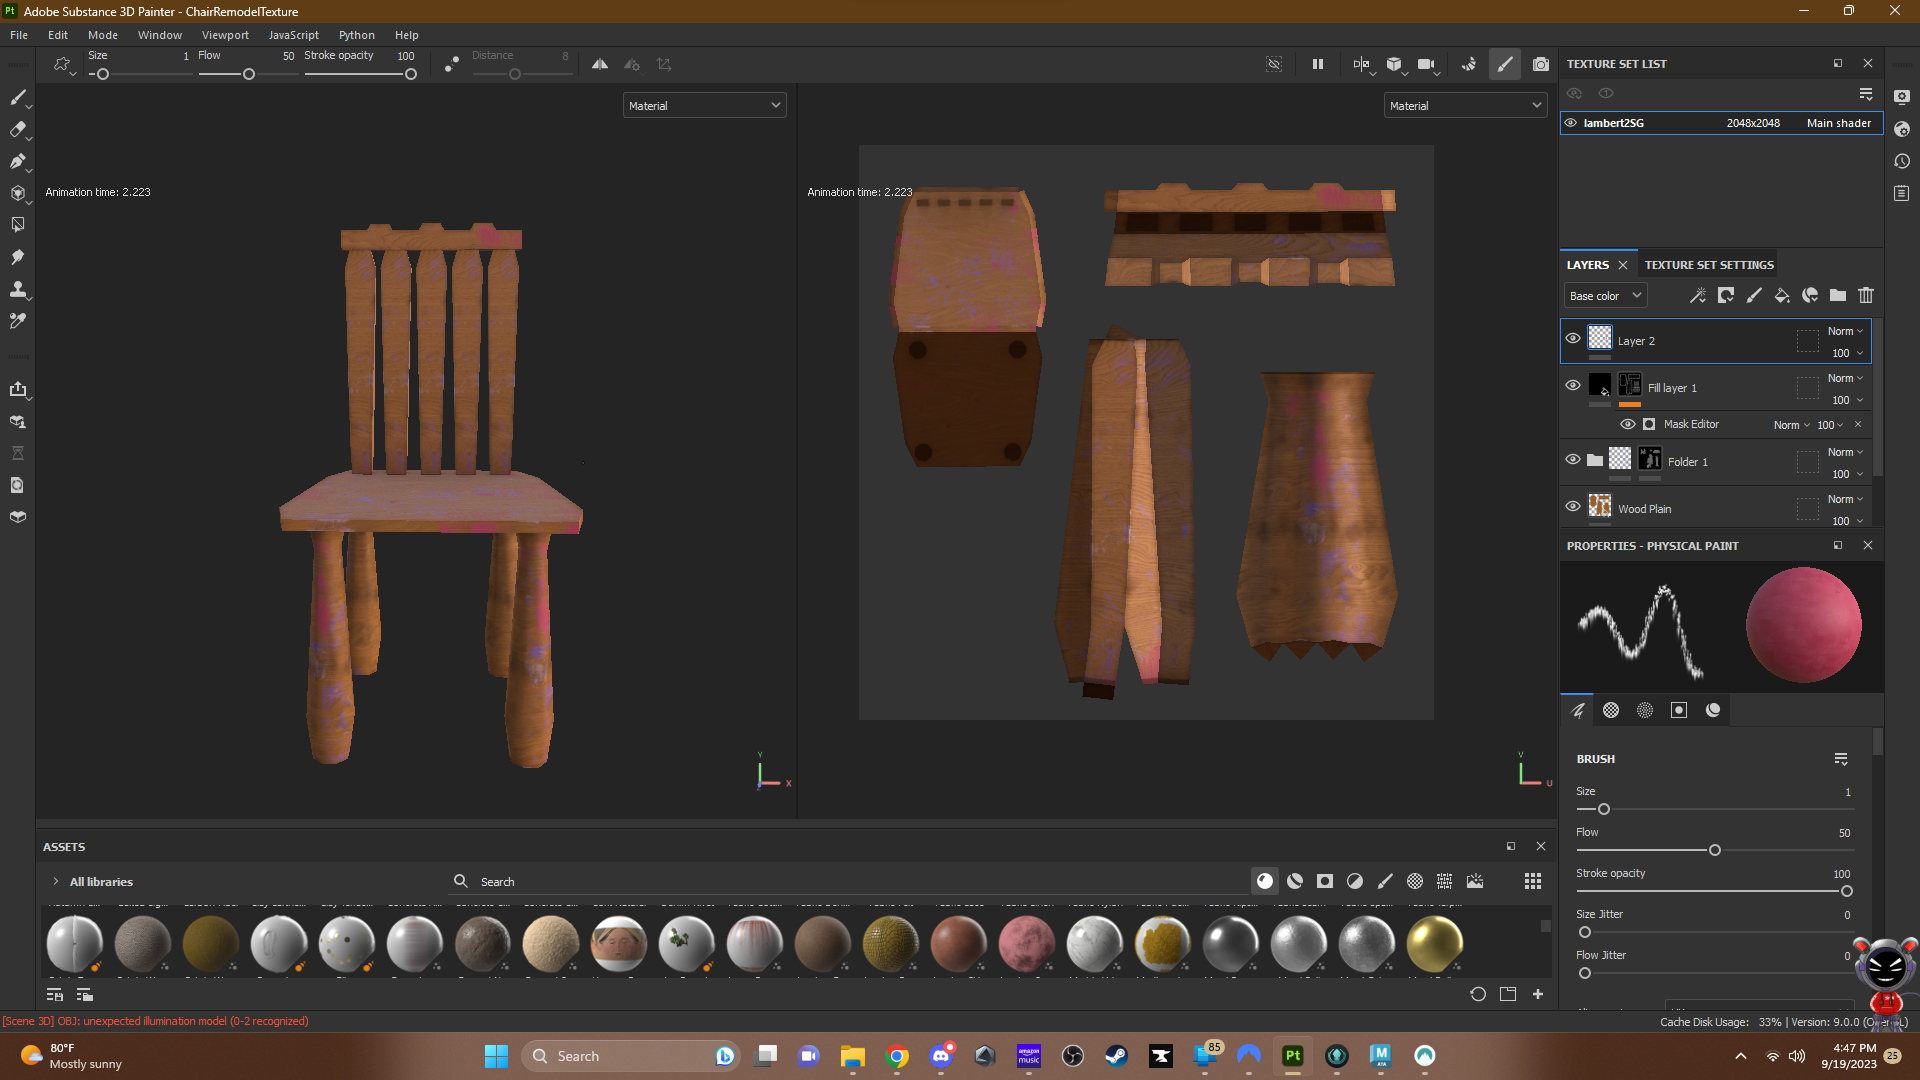 Pt Adobe Substance 3D Painter - ChairRemodelTexture
File Edit Mode Window Viewport JavaScript Python Help
Size 1 Flow 50 Stroke opacity 100 Distance 8
Material
Material
Animation time: 2.223
Animation time: 2.223
Y
X
Z
V
U
TEXTURE SET LIST
lambert2SG 2048x2048 Main shader
LAYERS TEXTURE SET SETTINGS
Base color
Layer 2 Norm
100
Fill layer 1 Norm
100
Mask Editor Norm 100
Folder 1 Norm
100
Wood Plain Norm
100
PROPERTIES - PHYSICAL PAINT
BRUSH
Size 1
Flow 50
Stroke opacity 100
Size Jitter 0
Flow Jitter 0
ASSETS
All libraries
Search
[Scene 3D] OBJ: unexpected illumination model (0-2 recognized)
Cache Disk Usage: 33% | Version: 9.0.0
80°F
Mostly sunny
Search
amazon music
85
Pt
M
4:47 PM
9/19/2023
25